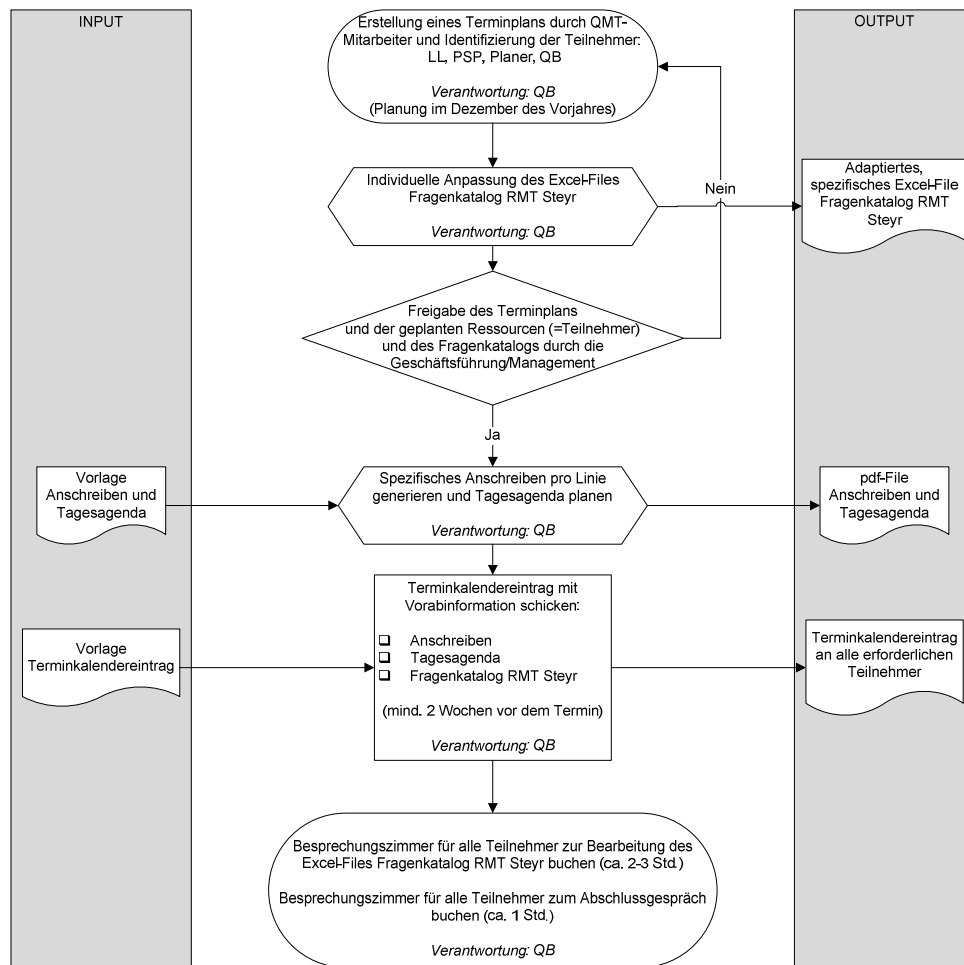 INPUT
OUTPUT
Erstellung eines Terminplans durch QMT-
Mitarbeiter und Identifizierung der Teilnehmer:
LL, PSP, Planer, QB
Verantwortung: QB
(Planung im Dezember des Vorjahres)
Individuelle Anpassung des Excel-Files
Fragenkatalog RMT Steyr
Verantwortung: QB
Nein
Adaptiertes,
spezifisches Excel-File
Fragenkatalog RMT
Steyr
Freigabe des Terminplans
und der geplanten Ressourcen (=Teilnehmer)
und des Fragenkatalogs durch die
Geschäftsführung/Management
Ja
Vorlage
Anschreiben und
Tagesagenda
Spezifisches Anschreiben pro Linie
generieren und Tagesagenda planen
Verantwortung: QB
pdf-File
Anschreiben und
Tagesagenda
Vorlage
Terminkalendereintrag
Terminkalendereintrag mit
Vorabinformation schicken:
❑ Anschreiben
❑ Tagesagenda
❑ Fragenkatalog RMT Steyr
(mind. 2 Wochen vor dem Termin)
Verantwortung: QB
Terminkalendereintrag
an alle erforderlichen
Teilnehmer
Besprechungszimmer für alle Teilnehmer zur Bearbeitung des
Excel-Files Fragenkatalog RMT Steyr buchen (ca. 2-3 Std.)
Besprechungszimmer für alle Teilnehmer zum Abschlussgespräch
buchen (ca. 1 Std.)
Verantwortung: QB